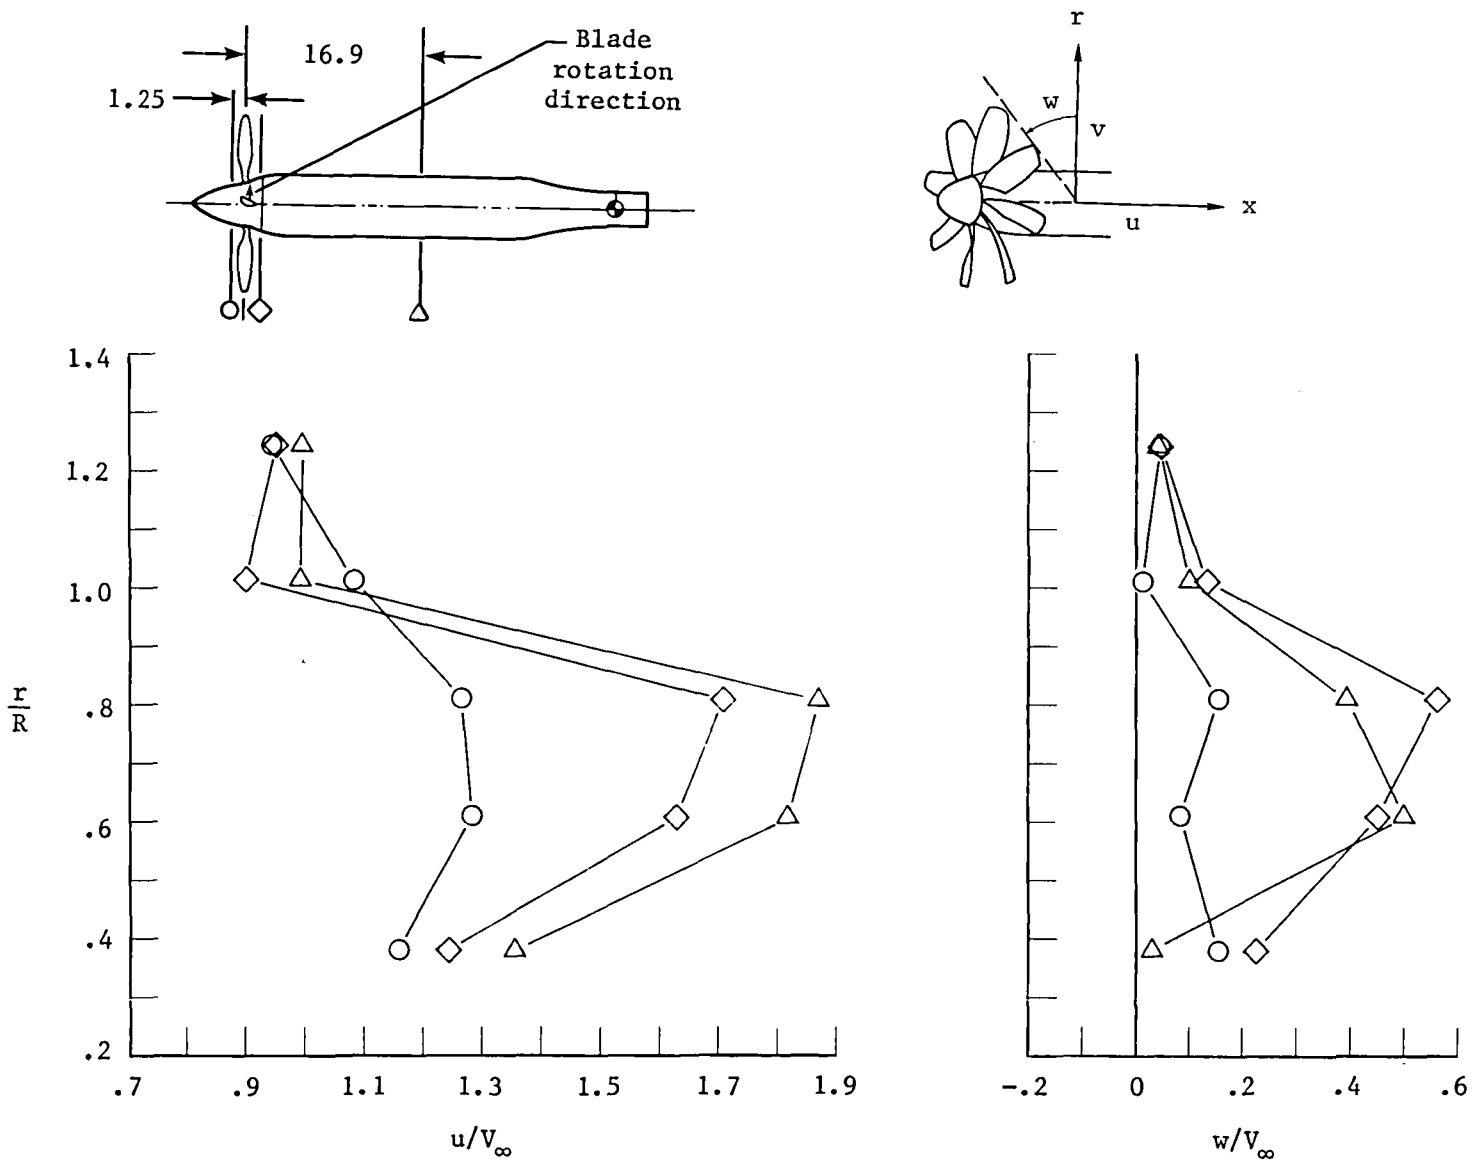 16.9
1.25
Blade
rotation
direction
r
w
v
x
u
1.4
1.2
1.0
.8
.6
.4
.2
r
R
.7 .9 1.1 1.3 1.5 1.7 1.9
u/V∞
-.2 0 .2 .4 .6
w/V∞